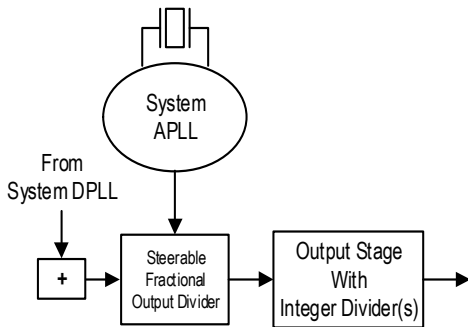 System
APLL
From
System DPLL
+
Steerable
Fractional
Output Divider
Output Stage
With
Integer Divider(s)